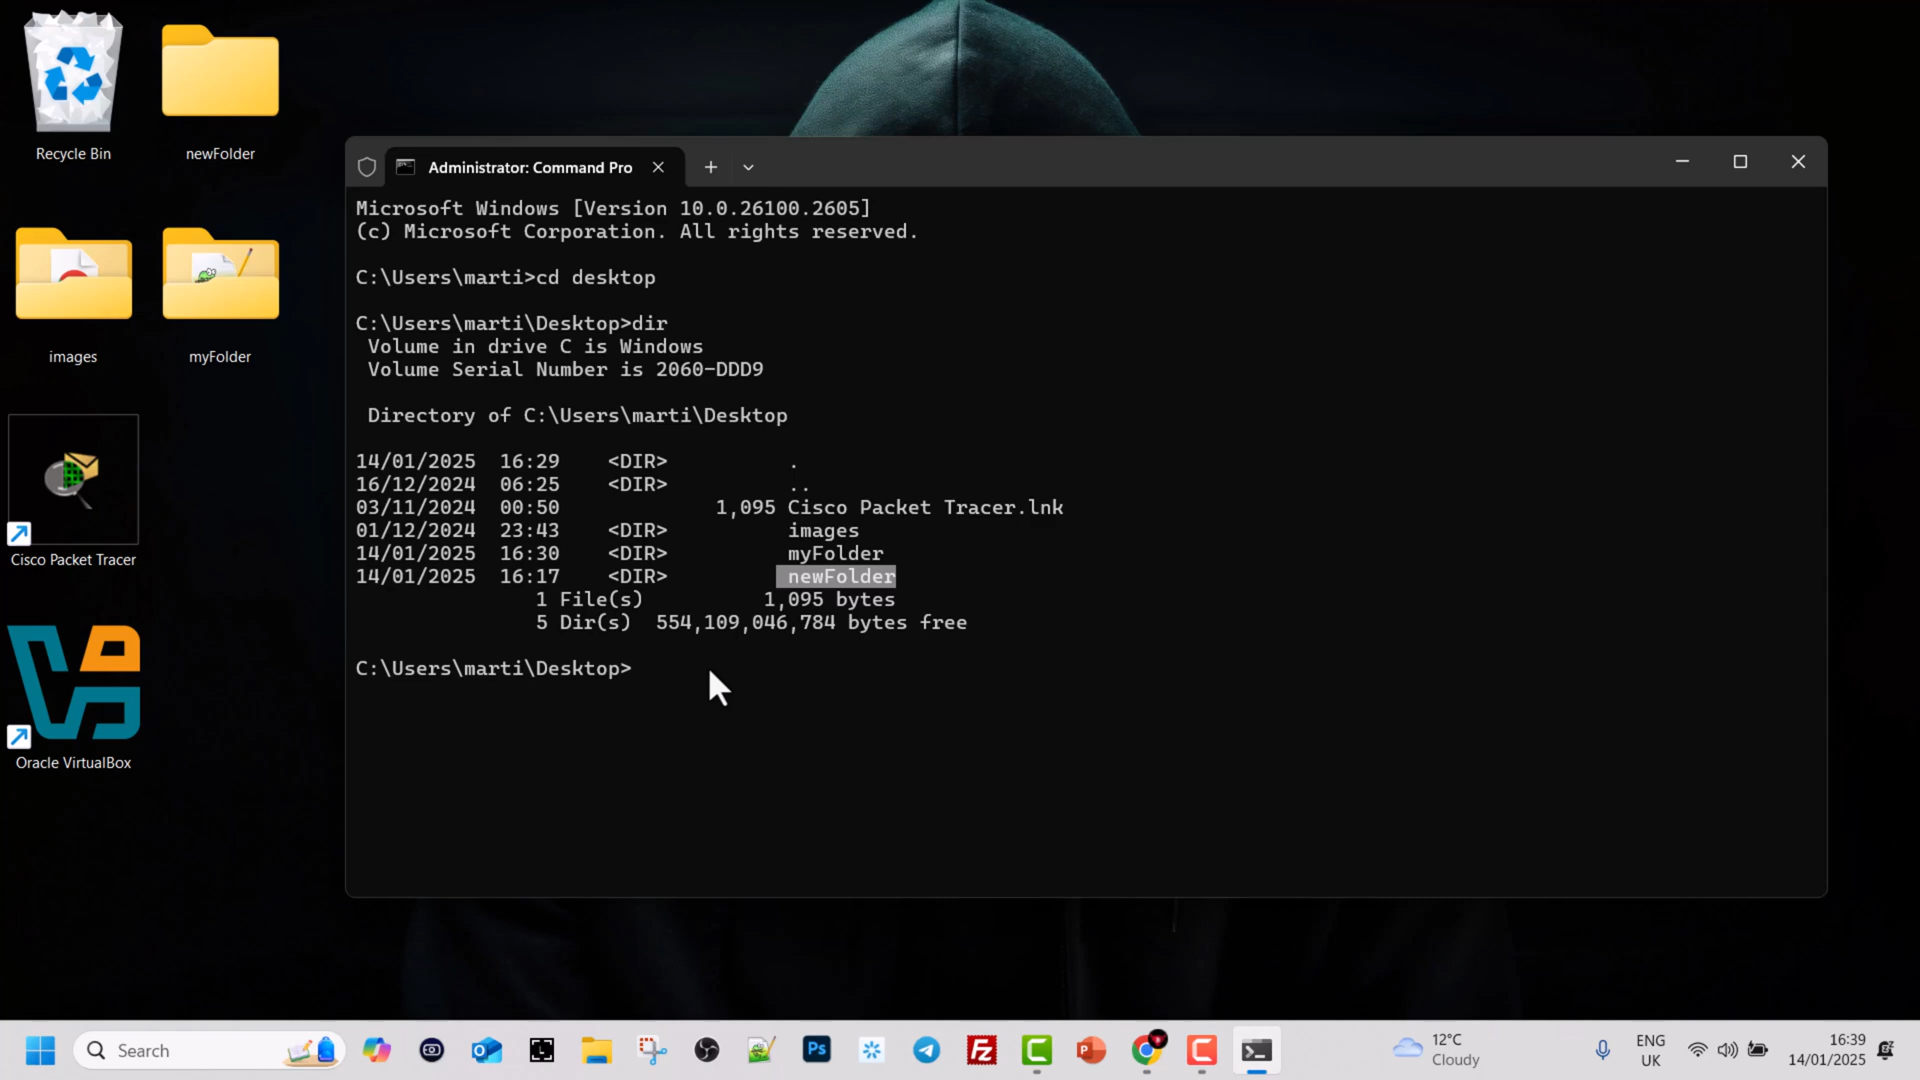 Recycle Bin
newFolder
images
myFolder
Cisco Packet Tracer
Oracle VirtualBox
Administrator: Command Pro
Microsoft Windows [Version 10.0.26100.2605]
(c) Microsoft Corporation. All rights reserved.
C:\Users\marti>cd desktop
C:\Users\marti\Desktop>dir
Volume in drive C is Windows
Volume Serial Number is 2060-DDD9
Directory of C:\Users\marti\Desktop
14/01/2025  16:29    <DIR>          .
16/12/2024  06:25    <DIR>          ..
03/11/2024  00:50             1,095 Cisco Packet Tracer.lnk
01/12/2024  23:43    <DIR>          images
14/01/2025  16:30    <DIR>          myFolder
14/01/2025  16:17    <DIR>          newFolder
1 File(s)          1,095 bytes
5 Dir(s)  554,109,046,784 bytes free
C:\Users\marti\Desktop>
Search
Ps
Fz
12°C
Cloudy
ENG
UK
16:39
14/01/2025